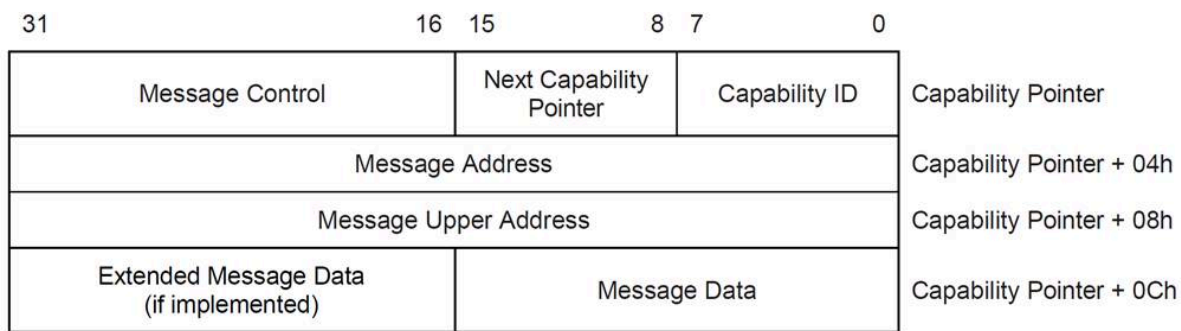 31 16 15 8 7 0
Message Control
Next Capability
Pointer
Capability ID
Capability Pointer
Message Address
Capability Pointer + 04h
Message Upper Address
Capability Pointer + 08h
Extended Message Data
(if implemented)
Message Data
Capability Pointer + 0Ch